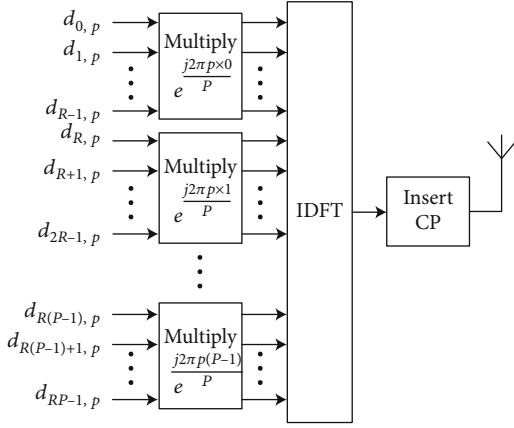 d0, p
d1, p
dR–1, p
Multiply
e^(j2πp×0/P)
dR, p
dR+1, p
d2R–1, p
Multiply
e^(j2πp×1/P)
dR(P–1), p
dR(P–1)+1, p
dRP–1, p
Multiply
e^(j2πp(P–1)/P)
IDFT
Insert
CP